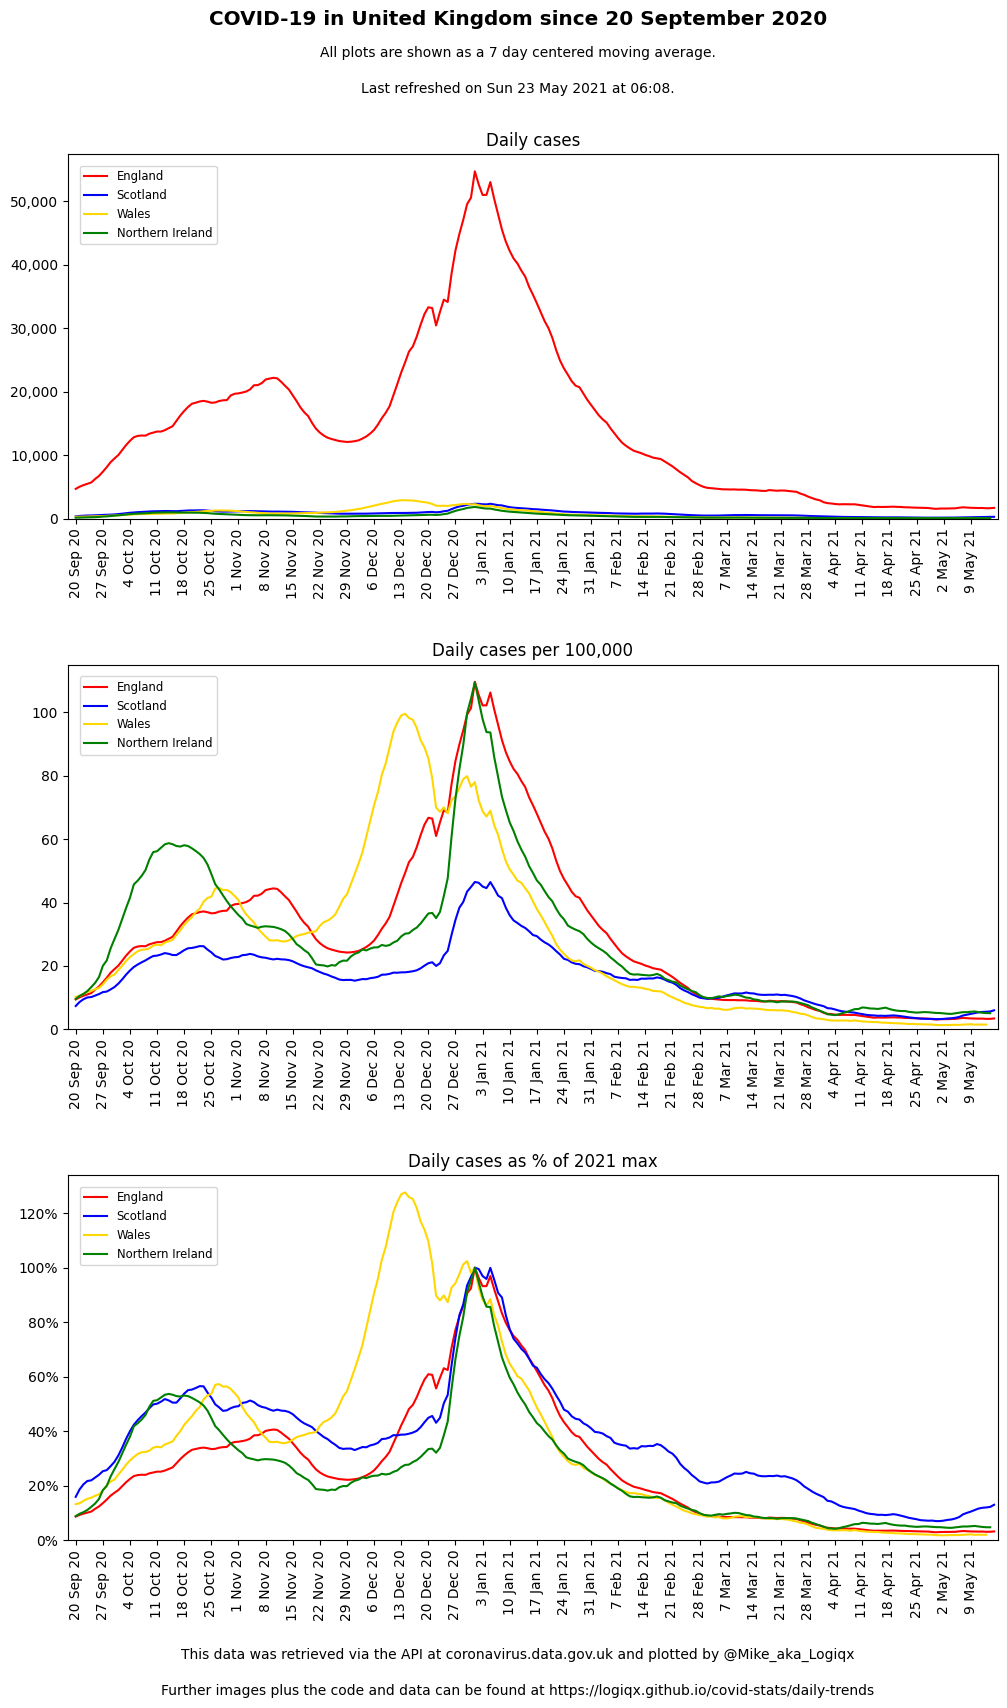 COVID-19 in United Kingdom since 20 September 2020
All plots are shown as a 7 day centered moving average.
Last refreshed on Sun 23 May 2021 at 06:08.
Daily cases
England
Scotland
Wales
Northern Ireland
50,000
40,000
30,000
20,000
10,000
0
20 Sep 20
27 Sep 20
4 Oct 20
11 Oct 20
18 Oct 20
25 Oct 20
1 Nov 20
8 Nov 20
15 Nov 20
22 Nov 20
29 Nov 20
6 Dec 20
13 Dec 20
20 Dec 20
27 Dec 20
3 Jan 21
10 Jan 21
17 Jan 21
24 Jan 21
31 Jan 21
7 Feb 21
14 Feb 21
21 Feb 21
28 Feb 21
7 Mar 21
14 Mar 21
21 Mar 21
28 Mar 21
4 Apr 21
11 Apr 21
18 Apr 21
25 Apr 21
2 May 21
9 May 21
Daily cases per 100,000
England
Scotland
Wales
Northern Ireland
100
80
60
40
20
0
20 Sep 20
27 Sep 20
4 Oct 20
11 Oct 20
18 Oct 20
25 Oct 20
1 Nov 20
8 Nov 20
15 Nov 20
22 Nov 20
29 Nov 20
6 Dec 20
13 Dec 20
20 Dec 20
27 Dec 20
3 Jan 21
10 Jan 21
17 Jan 21
24 Jan 21
31 Jan 21
7 Feb 21
14 Feb 21
21 Feb 21
28 Feb 21
7 Mar 21
14 Mar 21
21 Mar 21
28 Mar 21
4 Apr 21
11 Apr 21
18 Apr 21
25 Apr 21
2 May 21
9 May 21
Daily cases as % of 2021 max
England
Scotland
Wales
Northern Ireland
120%
100%
80%
60%
40%
20%
0%
20 Sep 20
27 Sep 20
4 Oct 20
11 Oct 20
18 Oct 20
25 Oct 20
1 Nov 20
8 Nov 20
15 Nov 20
22 Nov 20
29 Nov 20
6 Dec 20
13 Dec 20
20 Dec 20
27 Dec 20
3 Jan 21
10 Jan 21
17 Jan 21
24 Jan 21
31 Jan 21
7 Feb 21
14 Feb 21
21 Feb 21
28 Feb 21
7 Mar 21
14 Mar 21
21 Mar 21
28 Mar 21
4 Apr 21
11 Apr 21
18 Apr 21
25 Apr 21
2 May 21
9 May 21
This data was retrieved via the API at coronavirus.data.gov.uk and plotted by @Mike_aka_Logiqx
Further images plus the code and data can be found at https://logiqx.github.io/covid-stats/daily-trends